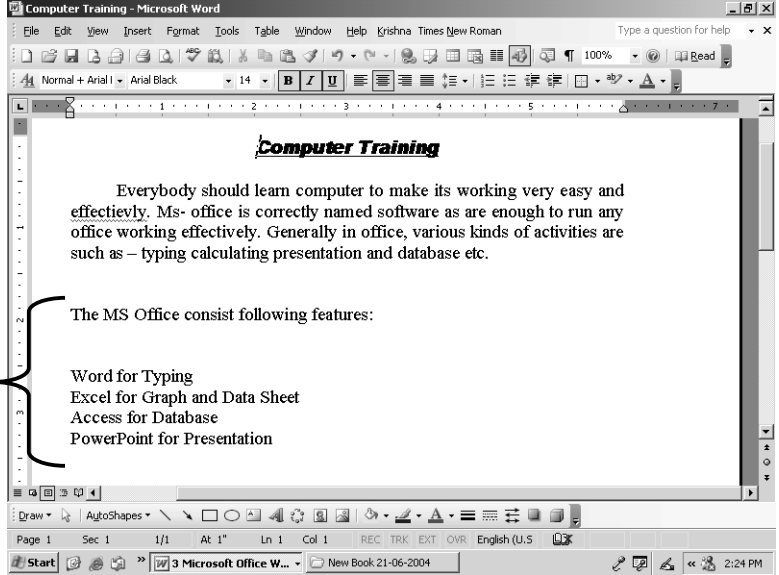 Computer Training - Microsoft Word
File Edit View Insert Format Tools Table Window Help Krishna Times New Roman Type a question for help
100% Read
Normal + Arial Arial Black 14 B I U
1 2 3 4 5 7
Computer Training
Everybody should learn computer to make its working very easy and
effectievly. Ms- office is correctly named software as are enough to run any
office working effectively. Generally in office, various kinds of activities are
such as – typing calculating presentation and database etc.
The MS Office consist following features:
Word for Typing
Excel for Graph and Data Sheet
Access for Database
PowerPoint for Presentation
Draw AutoShapes
Page 1 Sec 1 1/1 At 1" Ln 1 Col 1 REC TRK EXT OVR English (U.S
Start 3 Microsoft Office W... New Book 21-06-2004 2:24 PM